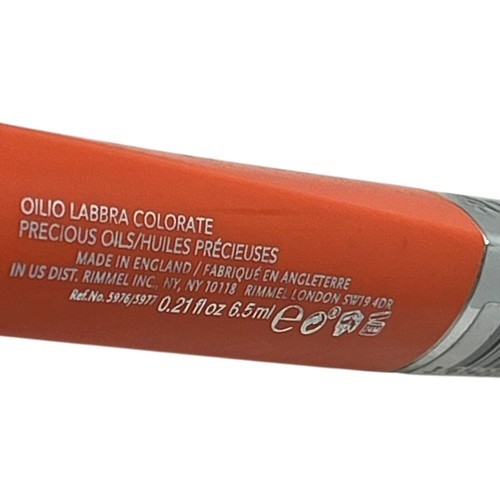 OILIO LABBRA COLORATE
PRECIOUS OILS/HUILES PRÉCIEUSES
MADE IN ENGLAND / FABRIQUÉ EN ANGLETERRE
IN US DIST. RIMMEL INC, NY, NY 10118 RIMMEL LONDON SW19 4DR
Ref. No. 5976/5977 0.21 fl oz 6.5ml e